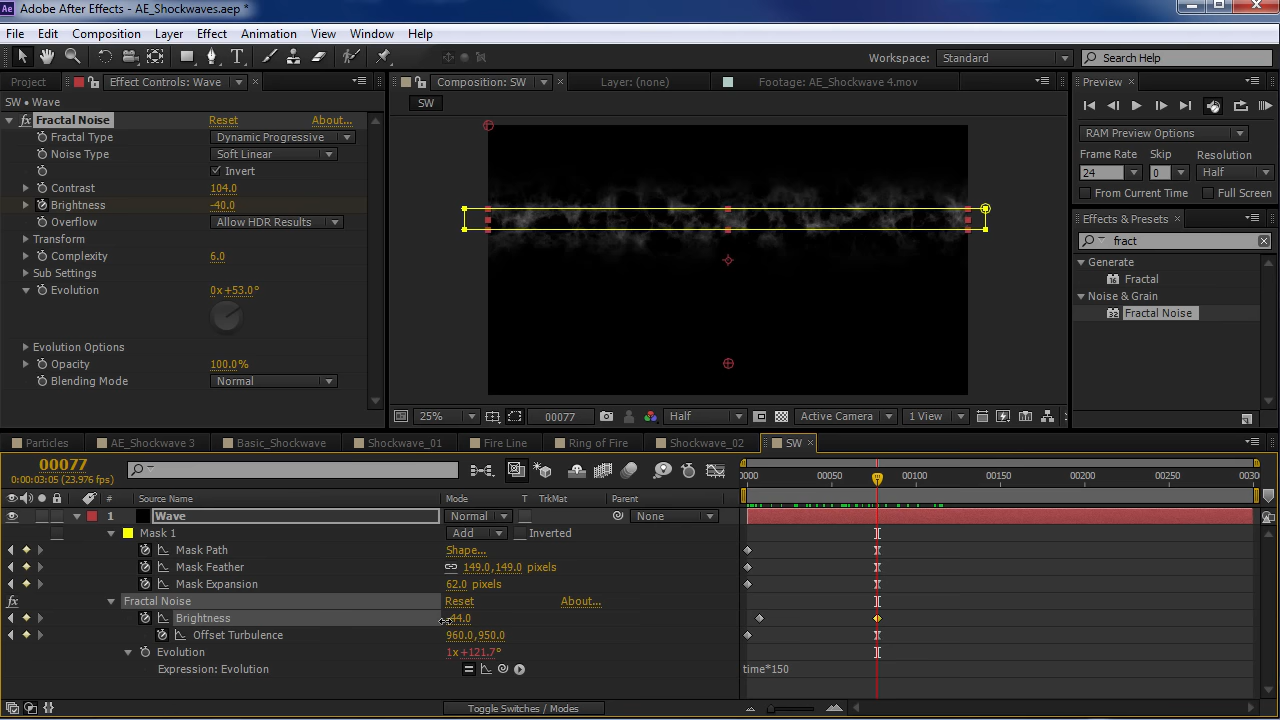 Ae Adobe After Effects - AE_Shockwaves.aep *
File Edit Composition Layer Effect Animation View Window Help
Workspace: Standard Search Help
Project Effect Controls: Wave Composition: SW Layer: (none) Footage: AE_Shockwave 4.mov Preview ×
SW • Wave SW
fx Fractal Noise Reset About...
Fractal Type Dynamic Progressive
Noise Type Soft Linear
Invert
Contrast 104.0
Brightness -40.0
Overflow Allow HDR Results
Transform
Complexity 6.0
Sub Settings
Evolution 0x+53.0°
Evolution Options
Opacity 100.0%
Blending Mode Normal
RAM Preview Options
Frame Rate Skip Resolution
24 0 Half
From Current Time Full Screen
Effects & Presets ×
fract
Generate
Fractal
Noise & Grain
32 Fractal Noise
25% 00077 Half Active Camera 1 View
Particles AE_Shockwave 3 Basic_Shockwave Shockwave_01 Fire Line Ring of Fire Shockwave_02 SW ×
00077
0:00:03:05 (23.976 fps)
0000 00050 00100 00150 00200 00250 0030
# Source Name Mode T TrkMat Parent
1 Wave Normal None
Mask 1 Add Inverted
Mask Path Shape...
Mask Feather 149.0,149.0 pixels
Mask Expansion 62.0 pixels
fx Fractal Noise Reset About...
Brightness 44.0
Offset Turbulence 960.0,950.0
Evolution 1x+121.7°
Expression: Evolution time*150
Toggle Switches / Modes